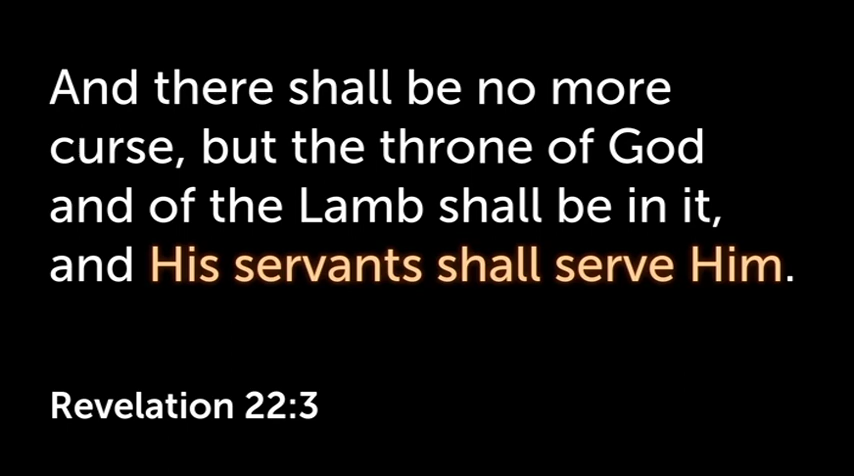 And there shall be no more
curse, but the throne of God
and of the Lamb shall be in it,
and His servants shall serve Him.
Revelation 22:3